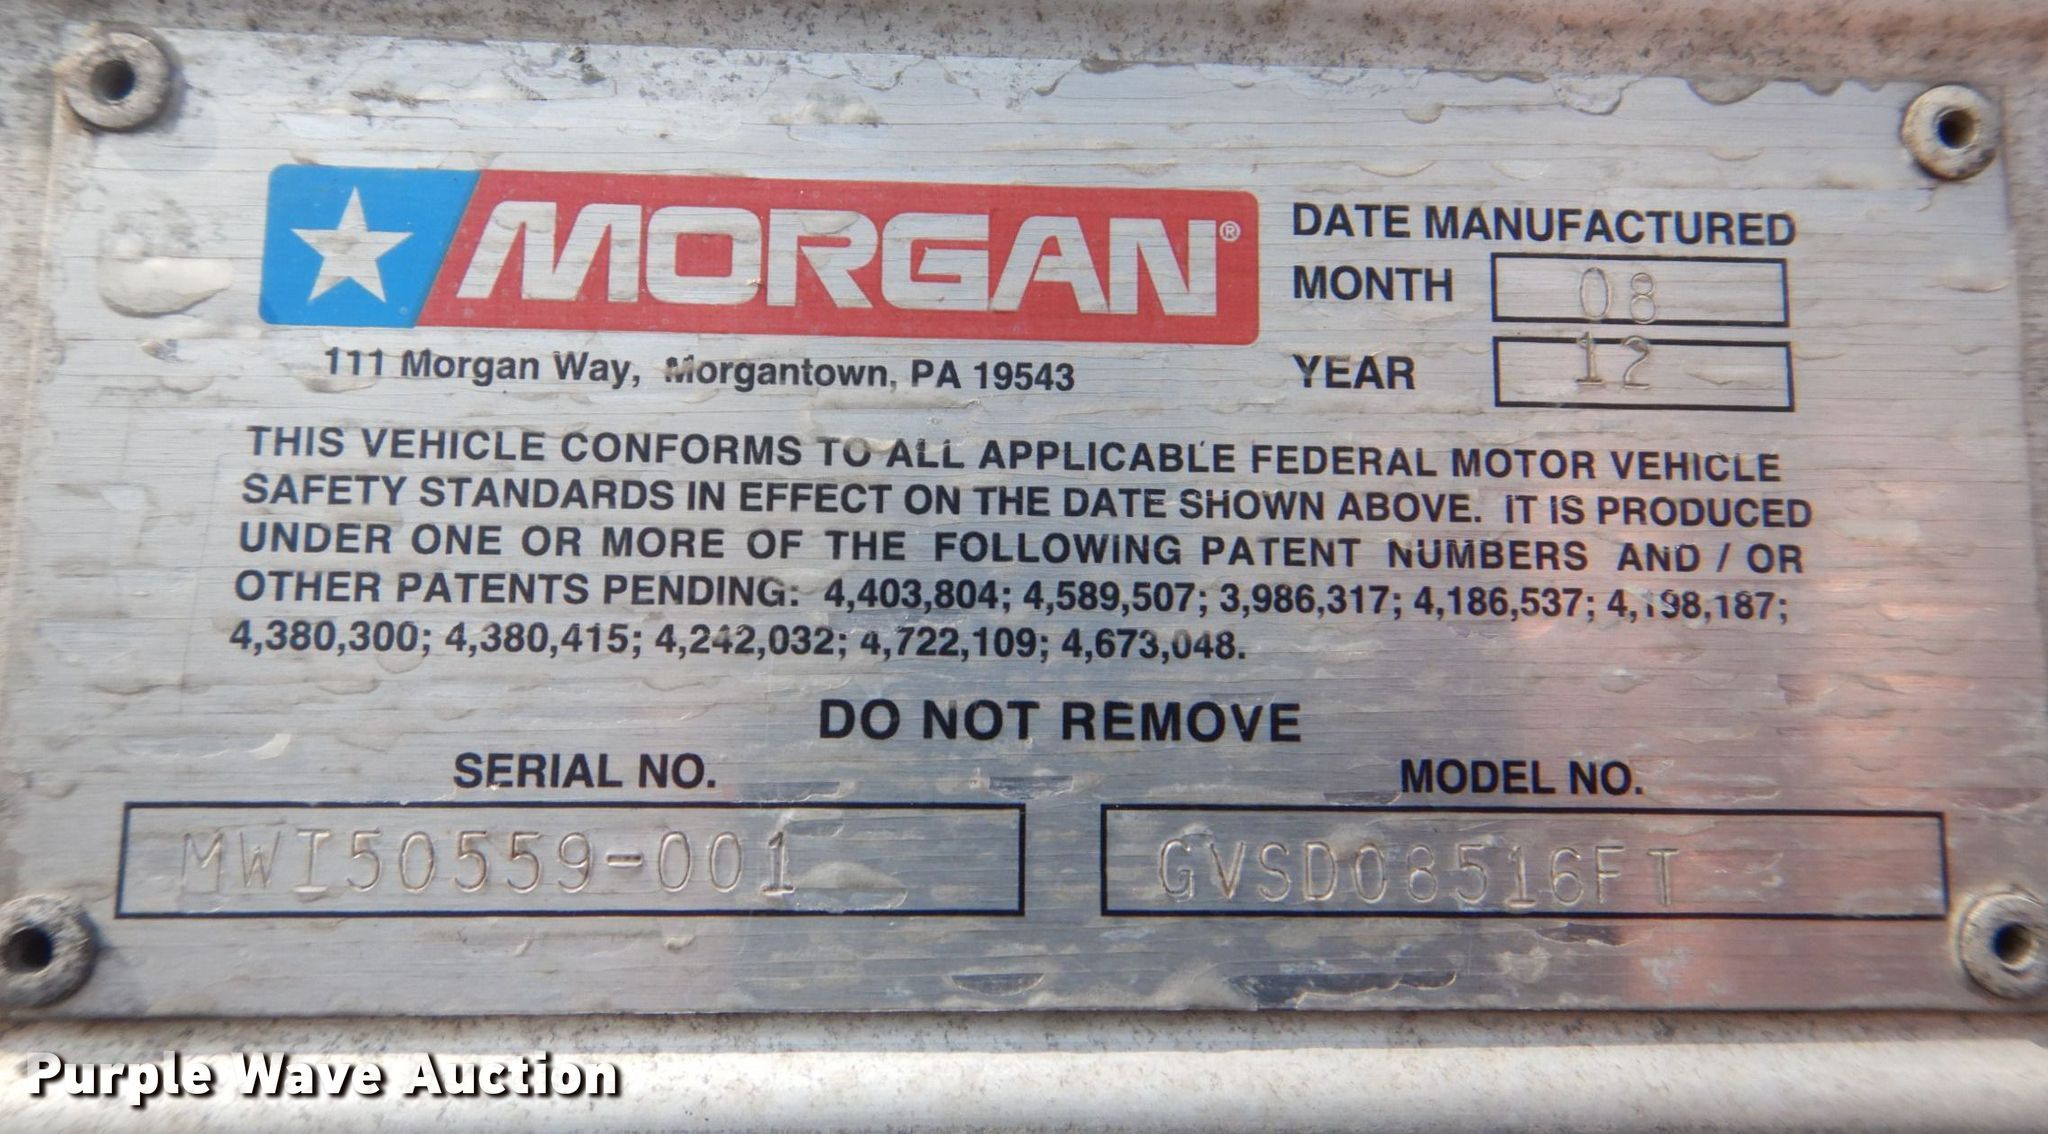 MORGAN®
111 Morgan Way, Morgantown, PA 19543
DATE MANUFACTURED
MONTH 08
YEAR 12
THIS VEHICLE CONFORMS TO ALL APPLICABLE FEDERAL MOTOR VEHICLE
SAFETY STANDARDS IN EFFECT ON THE DATE SHOWN ABOVE. IT IS PRODUCED
UNDER ONE OR MORE OF THE FOLLOWING PATENT NUMBERS AND / OR
OTHER PATENTS PENDING: 4,403,804; 4,589,507; 3,986,317; 4,186,537; 4,198,187;
4,380,300; 4,380,415; 4,242,032; 4,722,109; 4,673,048.
DO NOT REMOVE
SERIAL NO.
MWI50559-001
MODEL NO.
GVSD08516FT
Purple Wave Auction